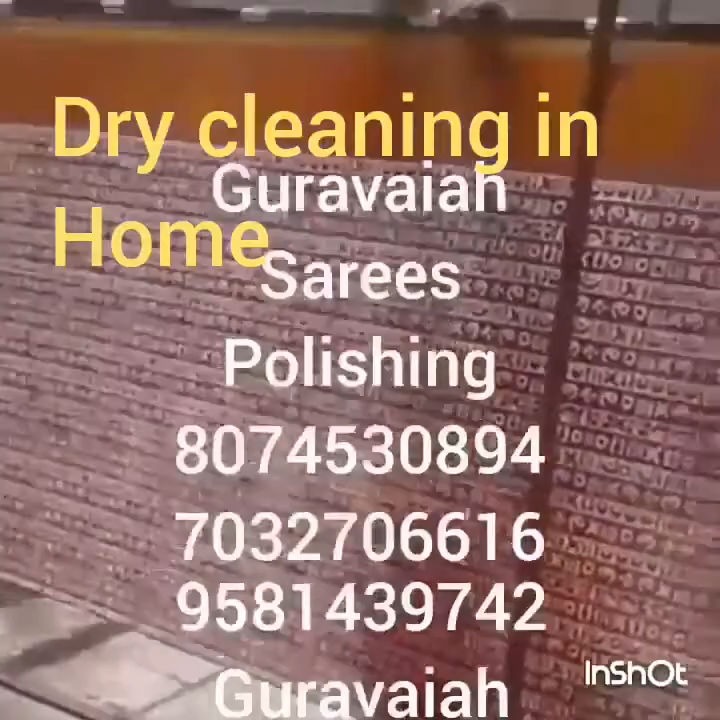 Dry cleaning in
Home
Guravaiah
Sarees
Polishing
8074530894
7032706616
9581439742
Guravaiah
InShOt